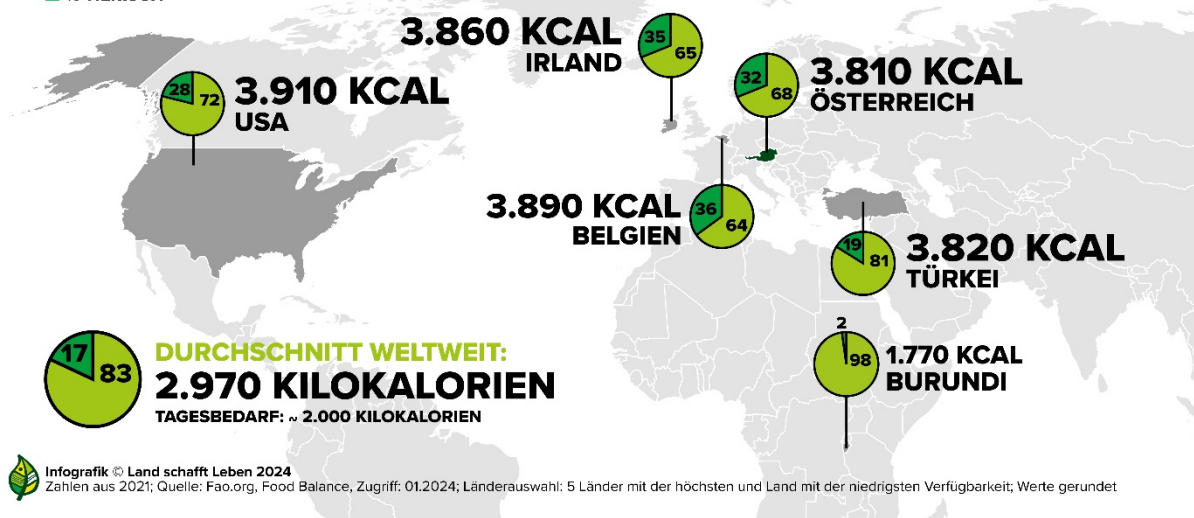 3.860 KCAL
IRLAND
35
65
28
72
3.910 KCAL
USA
32
68
3.810 KCAL
ÖSTERREICH
3.890 KCAL
BELGIEN
36
64
19
81
3.820 KCAL
TÜRKEI
2
98
1.770 KCAL
BURUNDI
17
83
DURCHSCHNITT WELTWEIT:
2.970 KILOKALORIEN
TAGESBEDARF: ~ 2.000 KILOKALORIEN
Infografik © Land schafft Leben 2024
Zahlen aus 2021; Quelle: Fao.org, Food Balance, Zugriff: 01.2024; Länderauswahl: 5 Länder mit der höchsten und Land mit der niedrigsten Verfügbarkeit; Werte gerundet